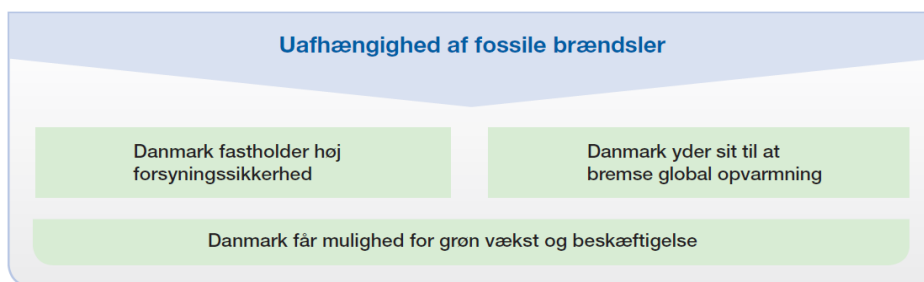 Uafhængighed af fossile brændsler
Danmark fastholder høj
forsyningssikkerhed
Danmark yder sit til at
bremse global opvarmning
Danmark får mulighed for grøn vækst og beskæftigelse